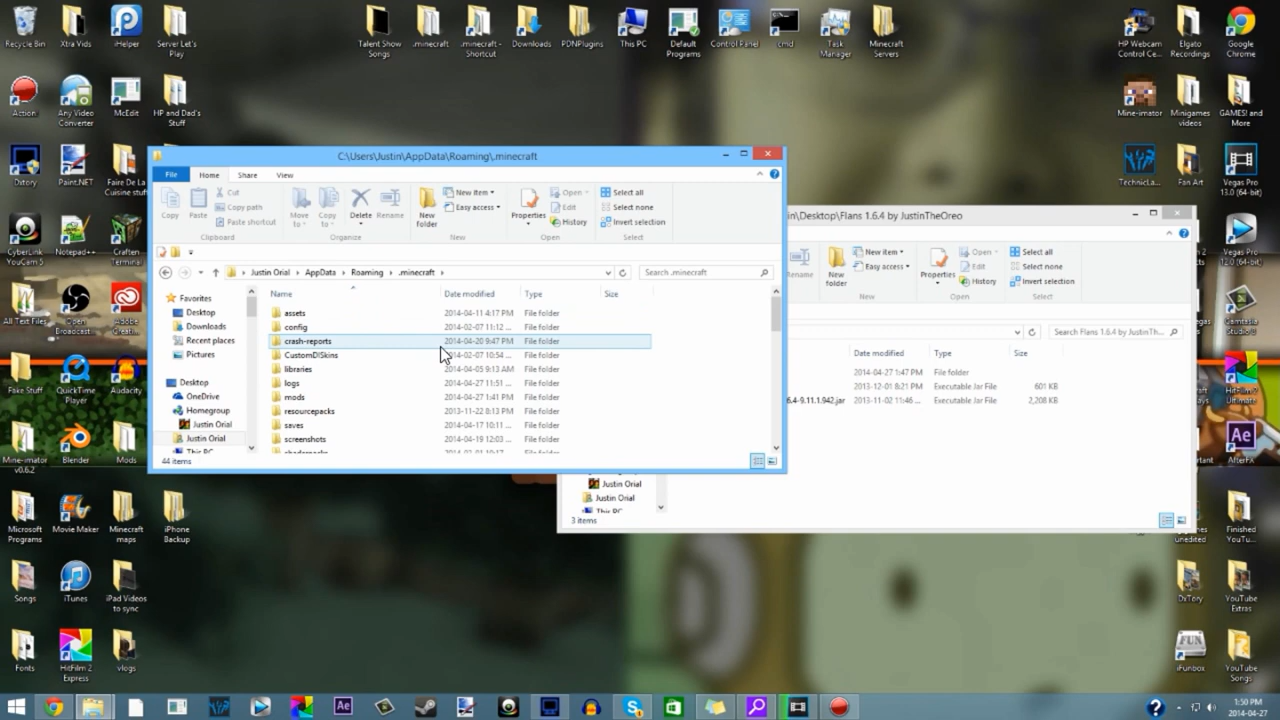 Recycle Bin
Xtra Vids
iHelper
Server Let's Play
Talent Show Songs
.minecraft
.minecraft - Shortcut
Downloads
PDNPlugins
This PC
Default Programs
Control Panel
cmd
Task Manager
Minecraft Servers
HP Webcam Control Ce...
Elgato Recordings
Google Chrome
Action!
Any Video Converter
McEdit
HP and Dad's Stuff
Mine-imator
Minigames videos
GAMES! and More
Dxtory
Paint.NET
Faire De La Cuisine stuff
TechnicLa...
Fan Art
Vegas Pro 13.0 (64-bit)
CyberLink YouCam 5
Notepad++
Craften Terminal
Vegas Pro 12.0 (64-bit)
All Text Files
Open Broadcast...
Adobe Creati...
Camtasia Studio
Fake Stuff
QuickTime Player
Audacity
HitFilm 2 Ultimate
Mine-imator v0.6.2
Blender
Mods
AfterFX
Microsoft Programs
Movie Maker
Minecraft maps
iPhone Backup
unedited
Finished YouTu...
Songs
iTunes
iPad Videos to sync
DxTory
YouTube Extras
Fonts
HitFilm 2 Express
vlogs
iFunbox
YouTube Songs
C:\Users\Justin\AppData\Roaming\.minecraft
File
Home
Share
View
Copy
Paste
Cut
Copy path
Paste shortcut
Clipboard
Move to
Copy to
Delete
Rename
Organize
New folder
New item
Easy access
New
Properties
Open
Edit
History
Open
Select all
Select none
Invert selection
Select
Justin Orial
AppData
Roaming
.minecraft
Search .minecraft
Favorites
Desktop
Downloads
Recent places
Pictures
Desktop
OneDrive
Homegroup
Justin Orial
Justin Orial
This PC
Name Date modified Type Size
assets 2014-04-11 4:17 PM File folder
config 2014-02-07 11:12 ... File folder
crash-reports 2014-04-20 9:47 PM File folder
CustomDISkins 2014-02-07 10:54 ... File folder
libraries 2014-04-05 9:13 AM File folder
logs 2014-04-27 11:51 ... File folder
mods 2014-04-27 1:41 PM File folder
resourcepacks 2013-11-22 8:13 PM File folder
saves 2014-04-17 10:11 ... File folder
screenshots 2014-04-19 12:03 ... File folder
shaderpacks 2014-02-01 10:17 ... File folder
44 items
in\Desktop\Flans 1.6.4 by JustinTheOreo
Rename
New folder
New item
Easy access
New
Properties
Open
Edit
History
Open
Select all
Select none
Invert selection
Select
Search Flans 1.6.4 by JustinTh...
Date modified Type Size
2014-04-27 1:47 PM File folder
2013-12-01 8:21 PM Executable Jar File 601 KB
6.4-9.11.1.942.jar 2013-11-02 11:46 ... Executable Jar File 2,208 KB
Justin Orial
Justin Orial
This PC
3 items
1:50 PM
2014-04-27